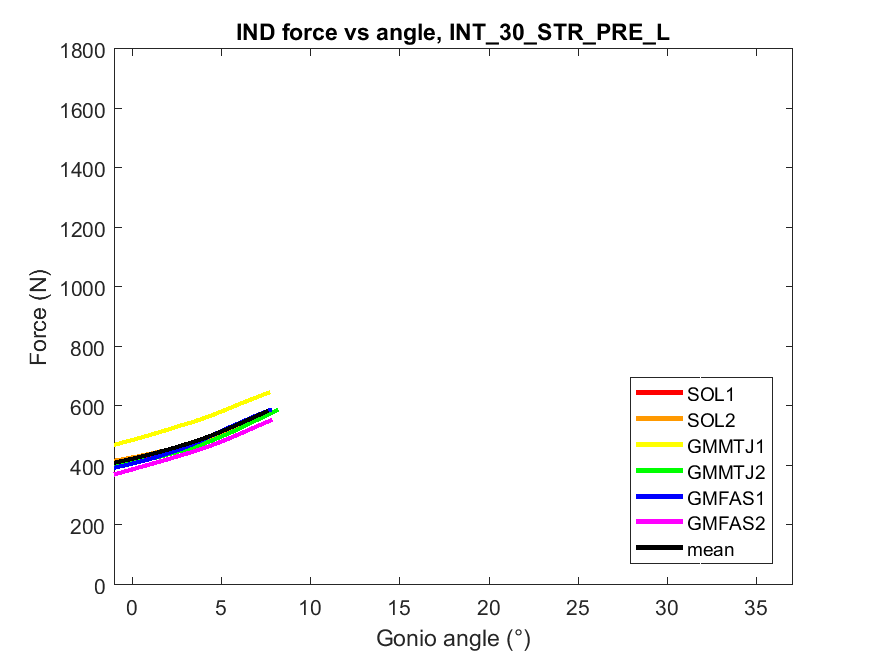 IND force vs angle, INT_30_STR_PRE_L
1800
1600
1400
1200
1000
800
600
400
200
0
Force (N)
0 5 10 15 20 25 30 35
Gonio angle (°)
SOL1
SOL2
GMMTJ1
GMMTJ2
GMFAS1
GMFAS2
mean